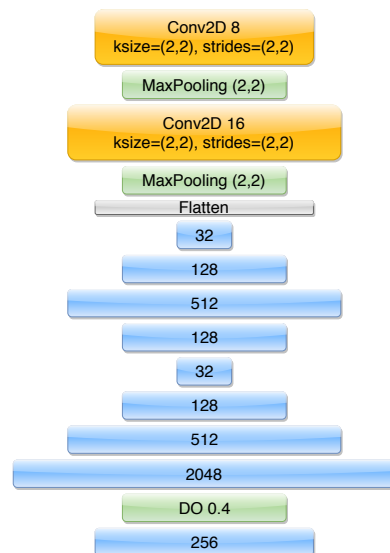 Conv2D 8
ksize=(2,2), strides=(2,2)
MaxPooling (2,2)
Conv2D 16
ksize=(2,2), strides=(2,2)
MaxPooling (2,2)
Flatten
32
128
512
128
32
128
512
2048
DO 0.4
256